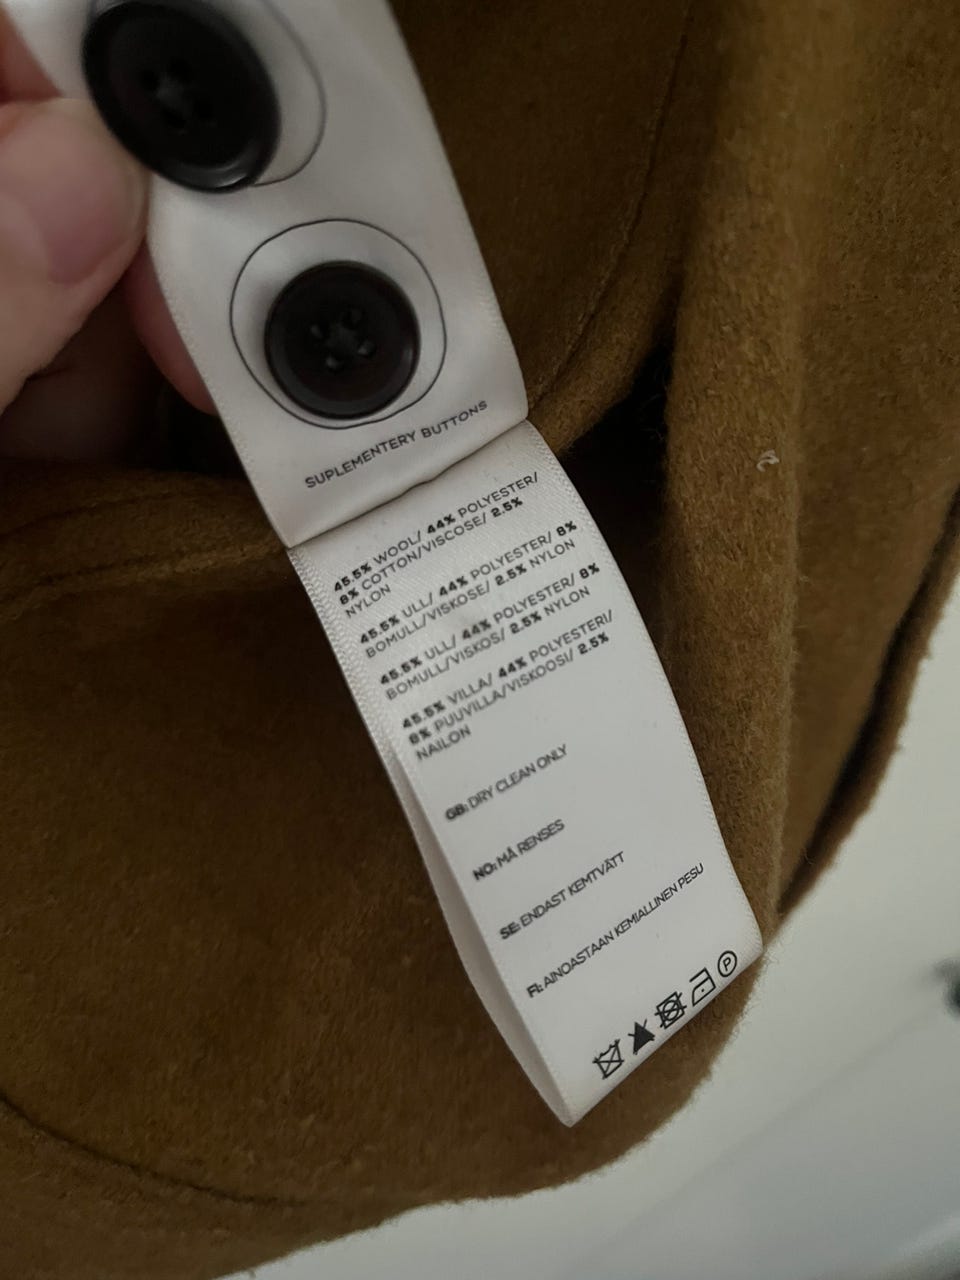 SUPLEMENTERY BUTTONS
45.5% WOOL/ 44% POLYESTER/
8% COTTON/VISCOSE/ 2.5%
NYLON
45.5% ULL/ 44% POLYESTER/ 8%
BOMULL/VISKOSE/ 2.5% NYLON
45.5% ULL/ 44% POLYESTER/ 8%
BOMULL/VISKOS/ 2.5% NYLON
45.5% VILLA/ 44% POLYESTERI/
8% PUUVILLA/VISKOOSI/ 2.5%
NAILON
GB: DRY CLEAN ONLY
NO: MÅ RENSES
SE: ENDAST KEMTVÄTT
FI: AINOASTAAN KEMIALLINEN PESU
P